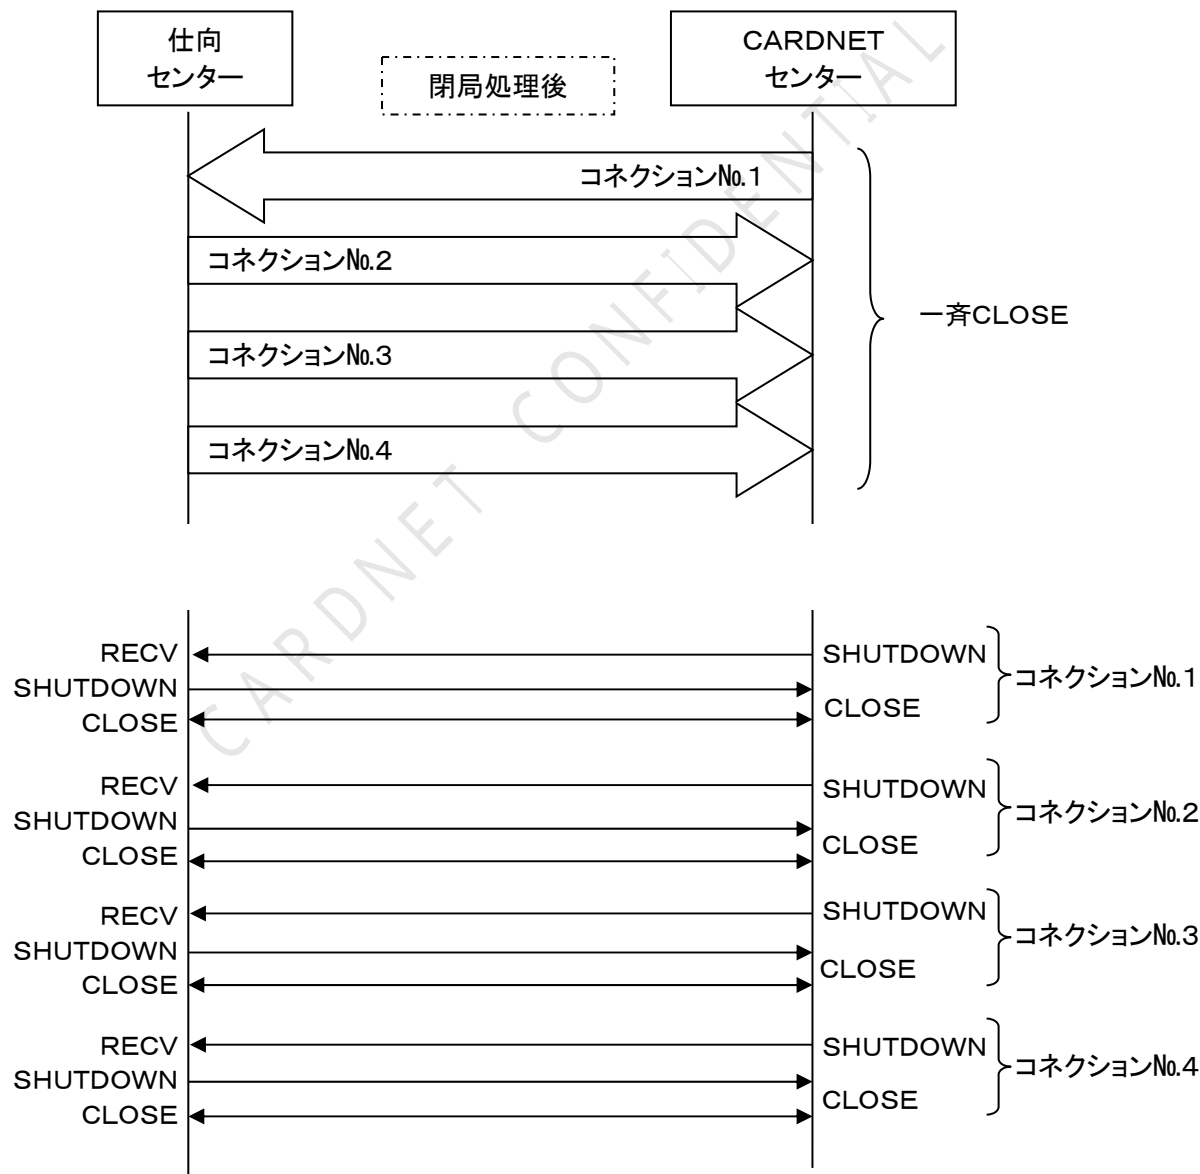 仕向
センター
CARDNET
センター
閉局処理後
コネクション№1
コネクション№2
コネクション№3
コネクション№4
一斉CLOSE
CARDNET CONFIDENTIAL
RECV
SHUTDOWN
SHUTDOWN
CLOSE
CLOSE
コネクション№1
RECV
SHUTDOWN
SHUTDOWN
CLOSE
CLOSE
コネクション№2
RECV
SHUTDOWN
SHUTDOWN
CLOSE
CLOSE
コネクション№3
RECV
SHUTDOWN
SHUTDOWN
CLOSE
CLOSE
コネクション№4